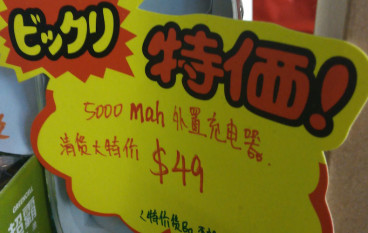 ビックリ
特価!
5000 mah 外置充电器
清货大特价 $49